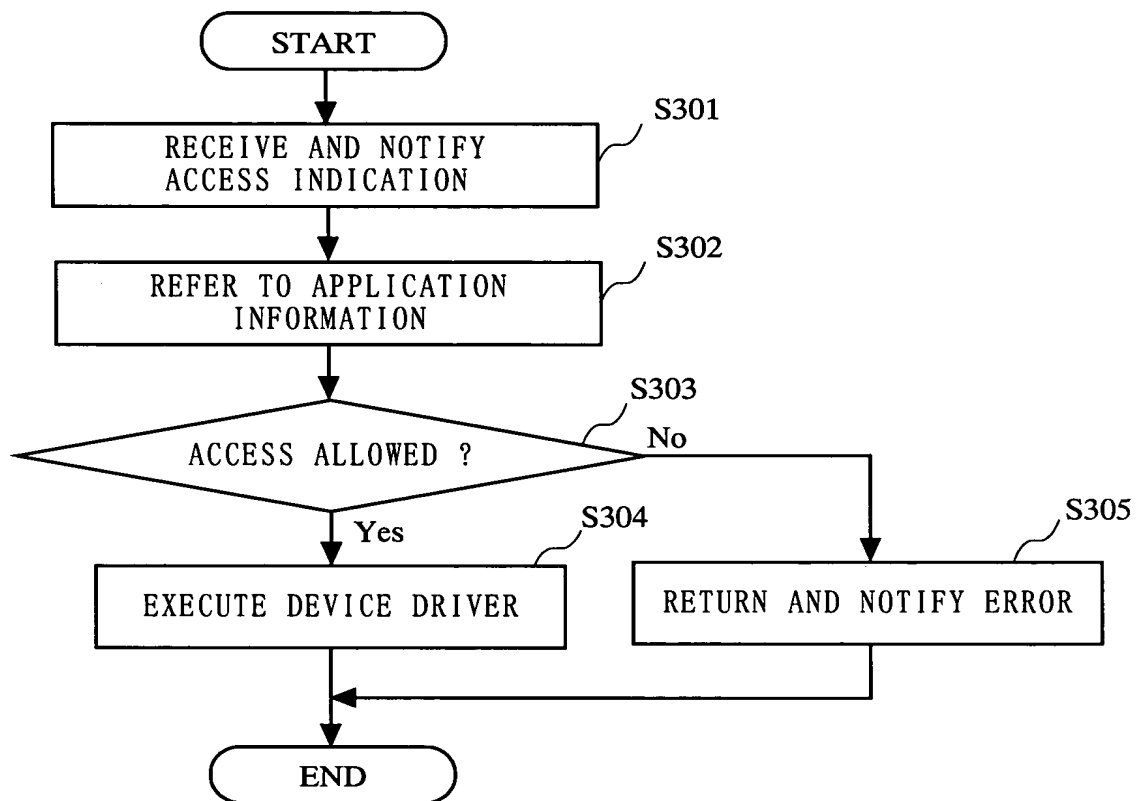 START
S301
RECEIVE AND NOTIFY
ACCESS INDICATION
S302
REFER TO APPLICATION
INFORMATION
S303
ACCESS ALLOWED ?
No
Yes
S304
S305
EXECUTE DEVICE DRIVER
RETURN AND NOTIFY ERROR
END